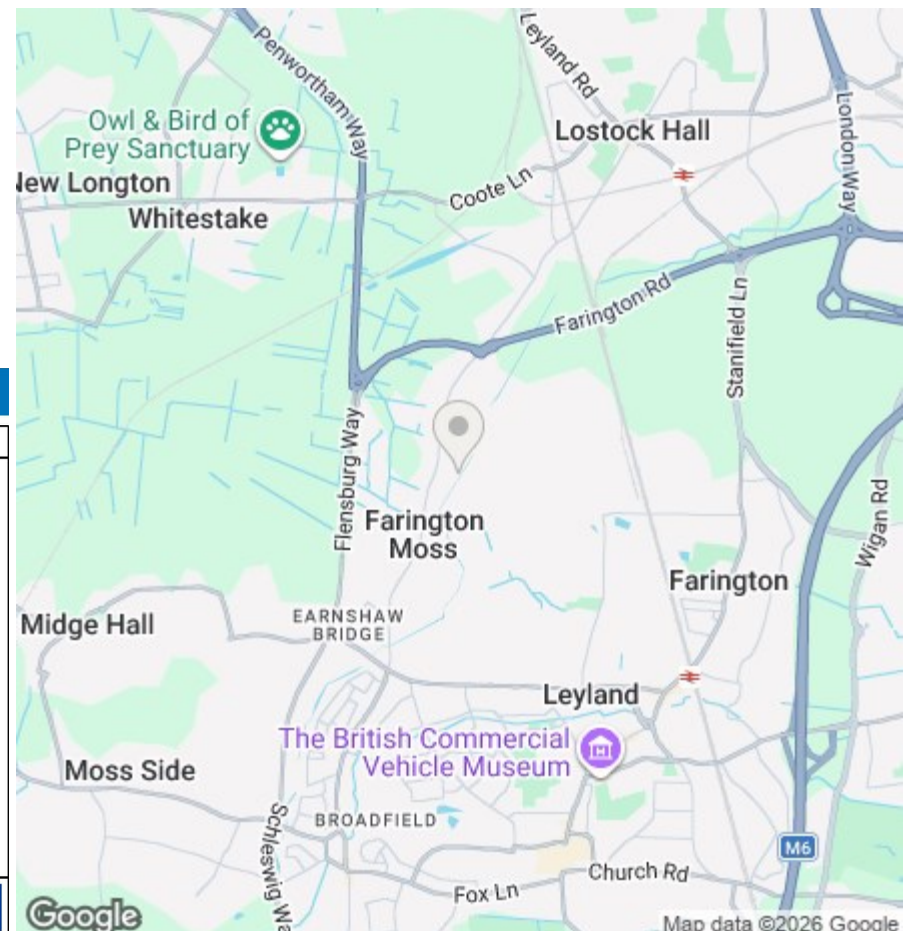 Penwortham Way
Leyland Rd
London Way
Owl & Bird of
Prey Sanctuary
Lostock Hall
New Longton
Coote Ln
Whitestake
Farington Rd
Stanifield Ln
Flensburg Way
Wigan Rd
Farington
Moss
Farington
EARNSHAW
BRIDGE
Midge Hall
Leyland
The British Commercial
Vehicle Museum
Moss Side
BROADFIELD
Schleswig Wa
M6
Church Rd
Fox Ln
Google
Map data ©2026 Google